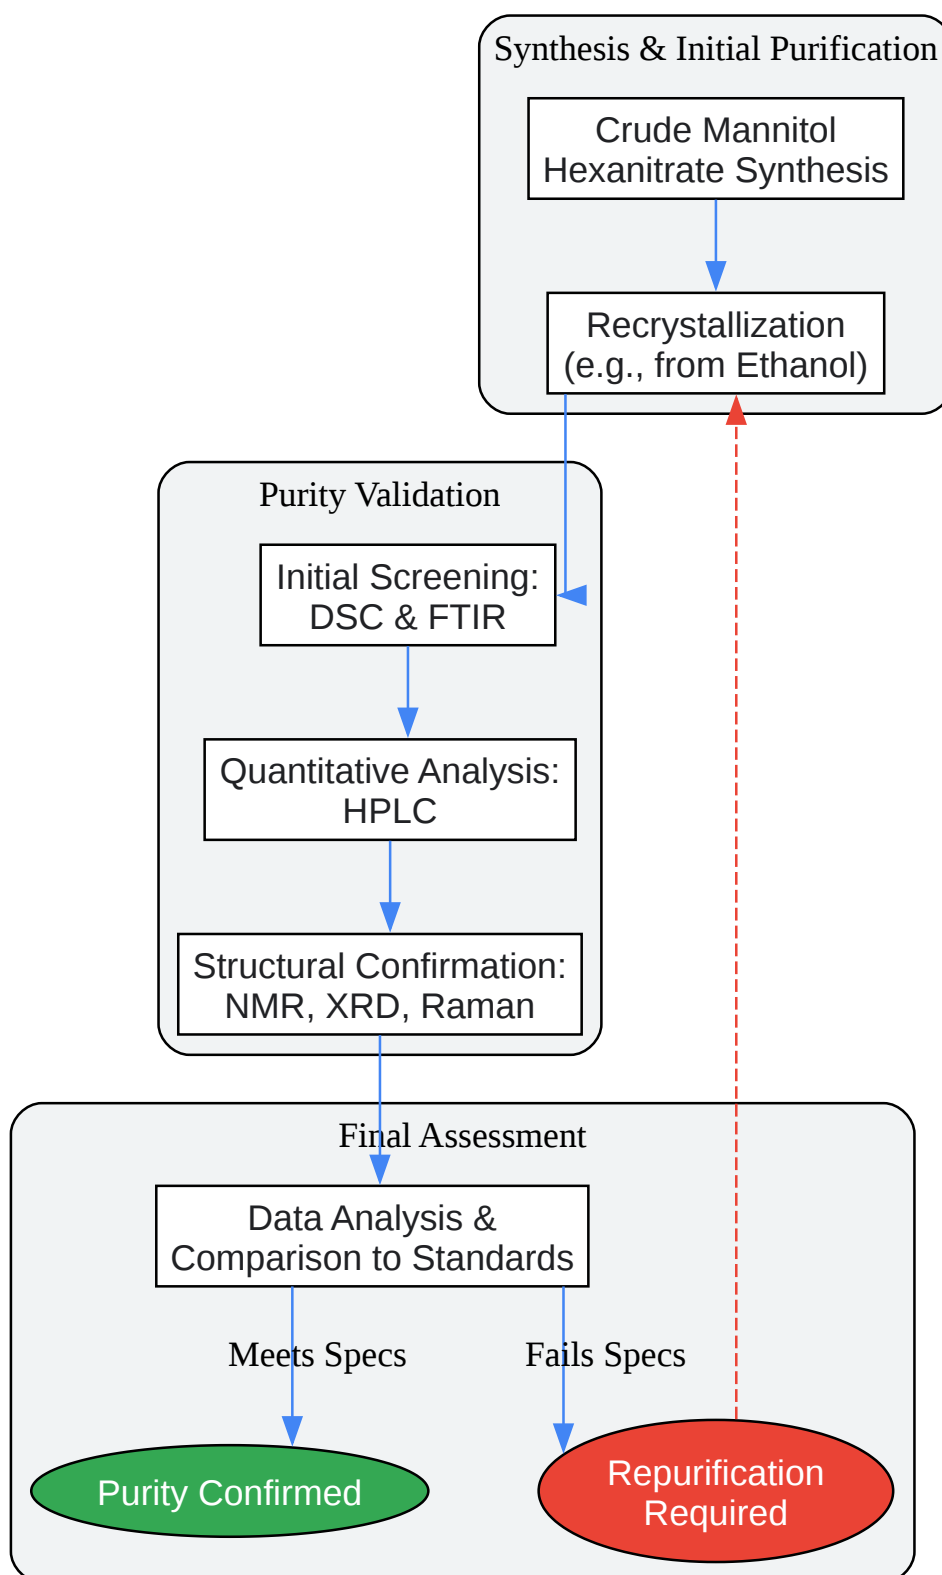 Synthesis & Initial Purification
Crude Mannitol
Hexanitrate Synthesis
Recrystallization
(e.g., from Ethanol)
Purity Validation
Initial Screening:
DSC & FTIR
Quantitative Analysis:
HPLC
Structural Confirmation:
NMR, XRD, Raman
Final Assessment
Data Analysis &
Comparison to Standards
Meets Specs
Fails Specs
Purity Confirmed
Repurification
Required